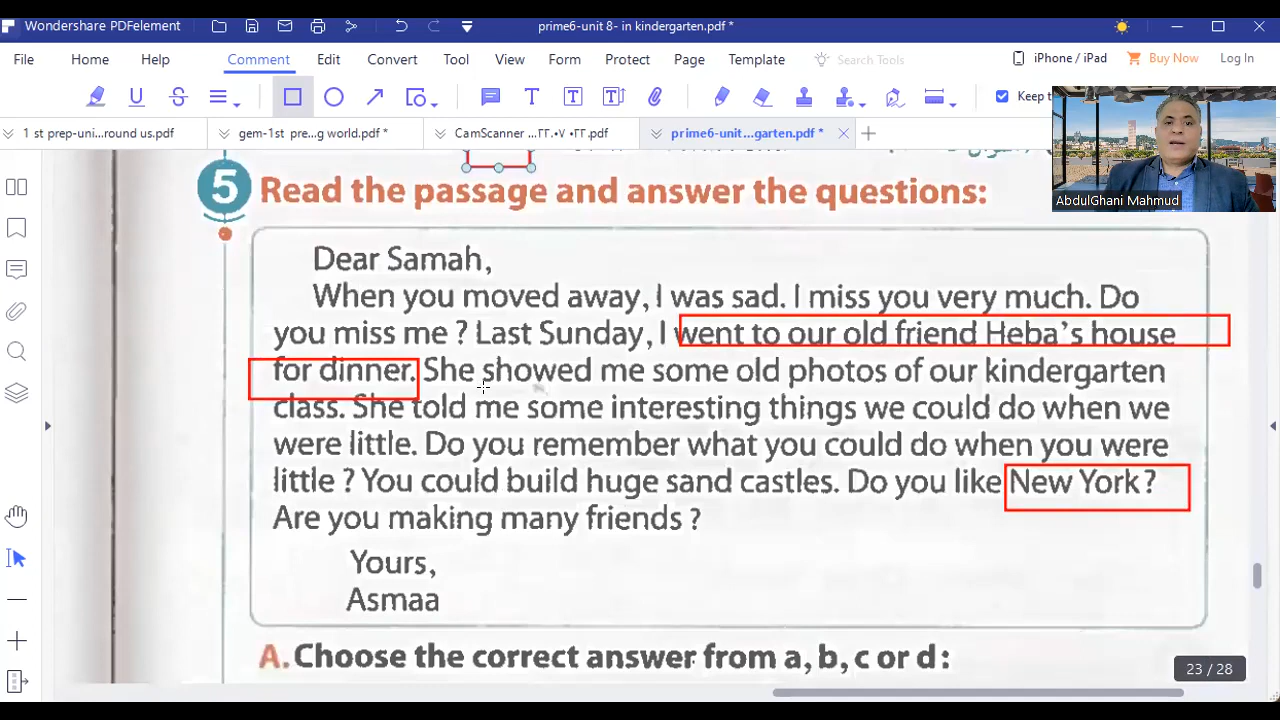 Wondershare PDFelement
prime6-unit 8- in kindergarten.pdf *
File Home Help Comment Edit Convert Tool View Form Protect Page Template Search Tools iPhone / iPad Buy Now Log In
Keep t
1 st prep-uni...round us.pdf gem-1st pre...g world.pdf * CamScanner prime6-unit...garten.pdf *
AbdulGhani Mahmud
5 Read the passage and answer the questions:
Dear Samah,
When you moved away, I was sad. I miss you very much. Do
you miss me ? Last Sunday, I went to our old friend Heba's house
for dinner. She showed me some old photos of our kindergarten
class. She told me some interesting things we could do when we
were little. Do you remember what you could do when you were
little ? You could build huge sand castles. Do you like New York?
Are you making many friends ?
Yours,
Asmaa
A. Choose the correct answer from a, b, c or d :
23 / 28